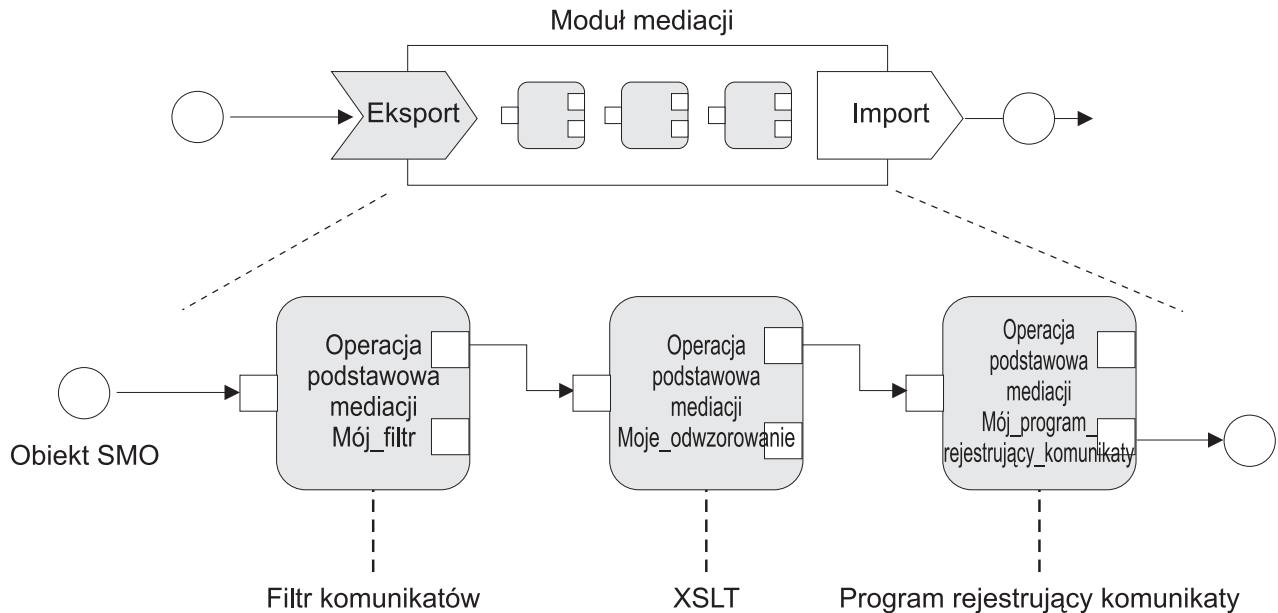 Moduł mediacji
Eksport
Import
Operacja
podstawowa
mediacji
Mój_filtr
Operacja
podstawowa
mediacji
Moje_odwzorowanie
Operacja
podstawowa
mediacji
Mój_program_
rejestrujący_komunikaty
Obiekt SMO
Filtr komunikatów
XSLT
Program rejestrujący komunikaty